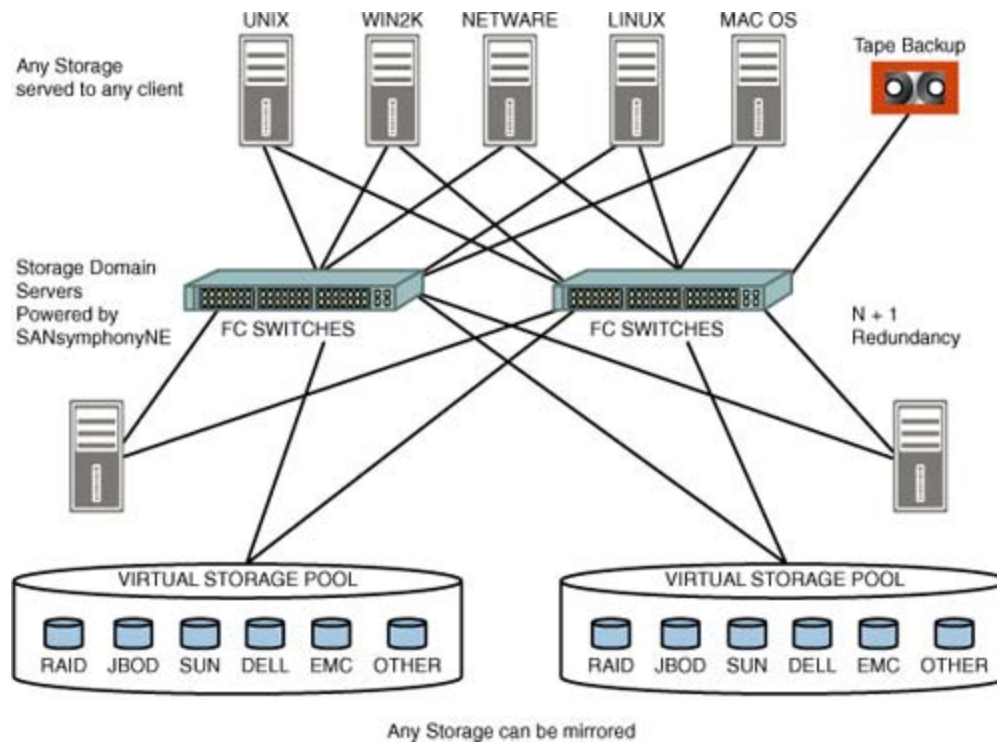 UNIX
WIN2K
NETWARE
LINUX
MAC OS
Tape Backup
Any Storage
served to any client
Storage Domain
Servers
Powered by
SANsymphonyNE
FC SWITCHES
FC SWITCHES
N + 1
Redundancy
VIRTUAL STORAGE POOL
RAID JBOD SUN DELL EMC OTHER
VIRTUAL STORAGE POOL
RAID JBOD SUN DELL EMC OTHER
Any Storage can be mirrored